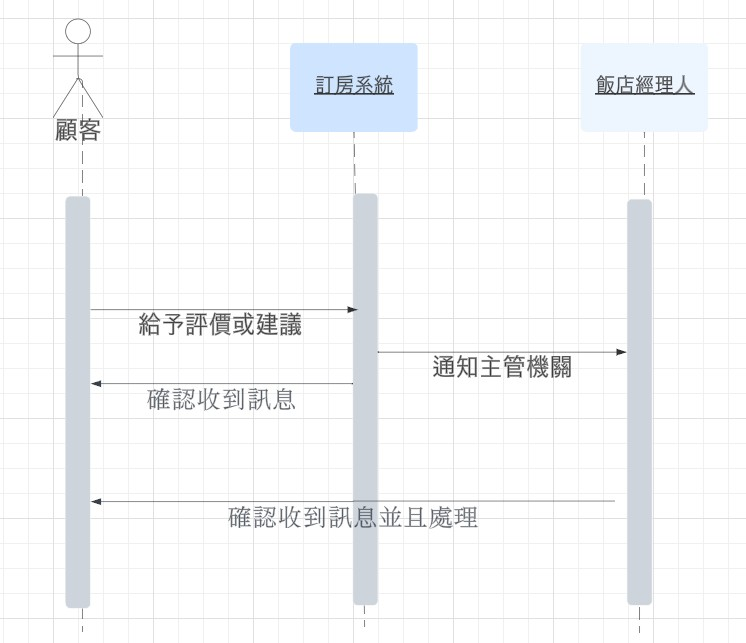 顧客
訂房系統
飯店經理人
給予評價或建議
通知主管機關
確認收到訊息
確認收到訊息並且處理